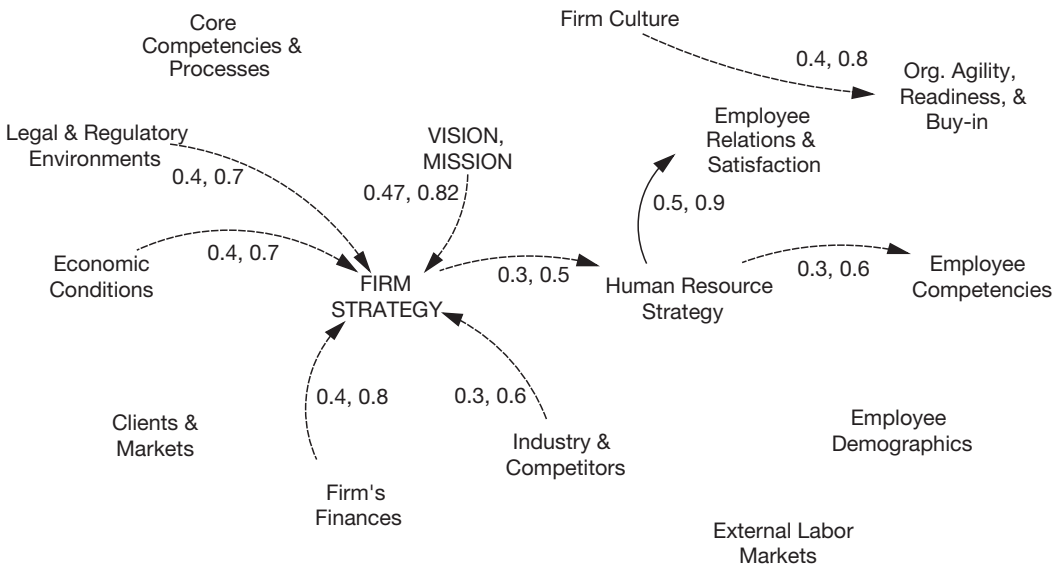 Core
Competencies &
Processes
Firm Culture
0.4, 0.8
Org. Agility,
Readiness, &
Buy-in
Legal & Regulatory
Environments
0.4, 0.7
VISION,
MISSION
0.47, 0.82
Employee
Relations &
Satisfaction
0.5, 0.9
Economic
Conditions
0.4, 0.7
FIRM
STRATEGY
0.3, 0.5
Human Resource
Strategy
0.3, 0.6
Employee
Competencies
Clients &
Markets
0.4, 0.8
Firm's
Finances
0.3, 0.6
Industry &
Competitors
Employee
Demographics
External Labor
Markets